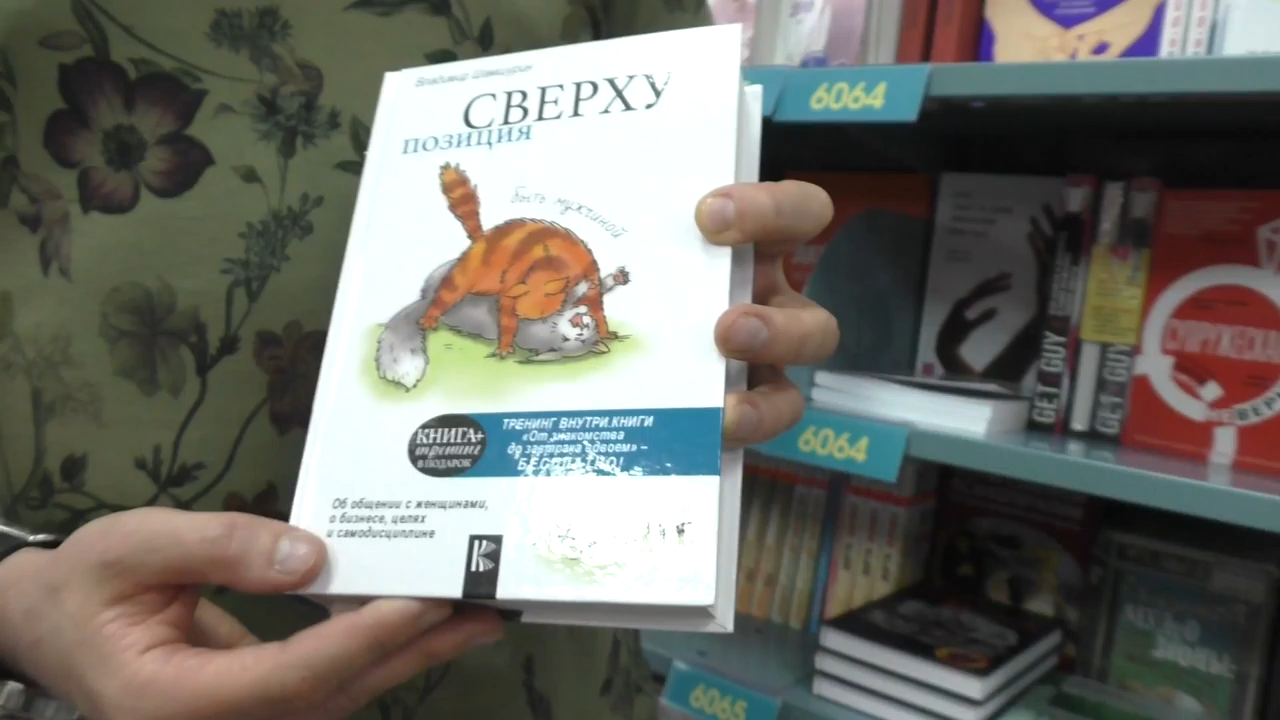 Владимир Шамшурин
СВЕРХУ
ПОЗИЦИЯ
быть мужчиной
КНИГА+
тренинг
В ПОДАРОК
ТРЕНИНГ ВНУТРИ КНИГИ
«От знакомства
до завтрака вдвоем» –
БЕСПЛАТНО!
Об общении с женщинами,
о бизнесе, целях
и самодисциплине
6064
GET GUY
GET GUY
6064
6065